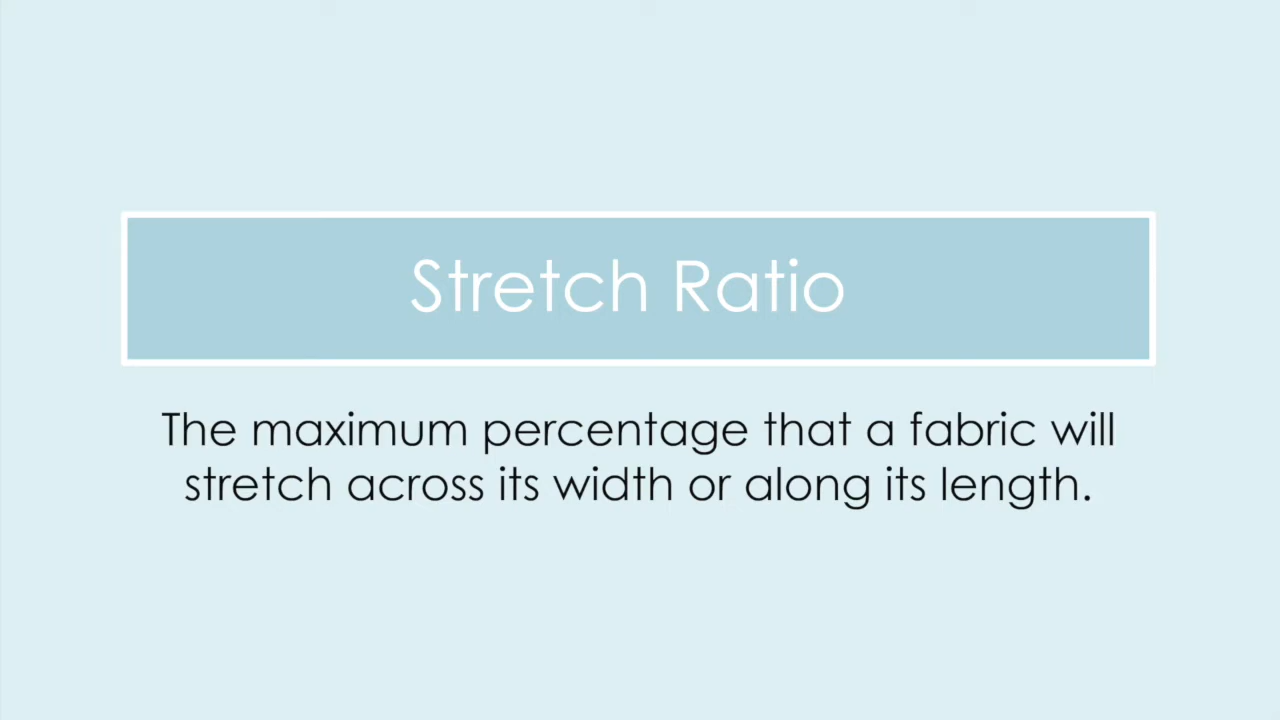 Stretch Ratio
The maximum percentage that a fabric will
stretch across its width or along its length.